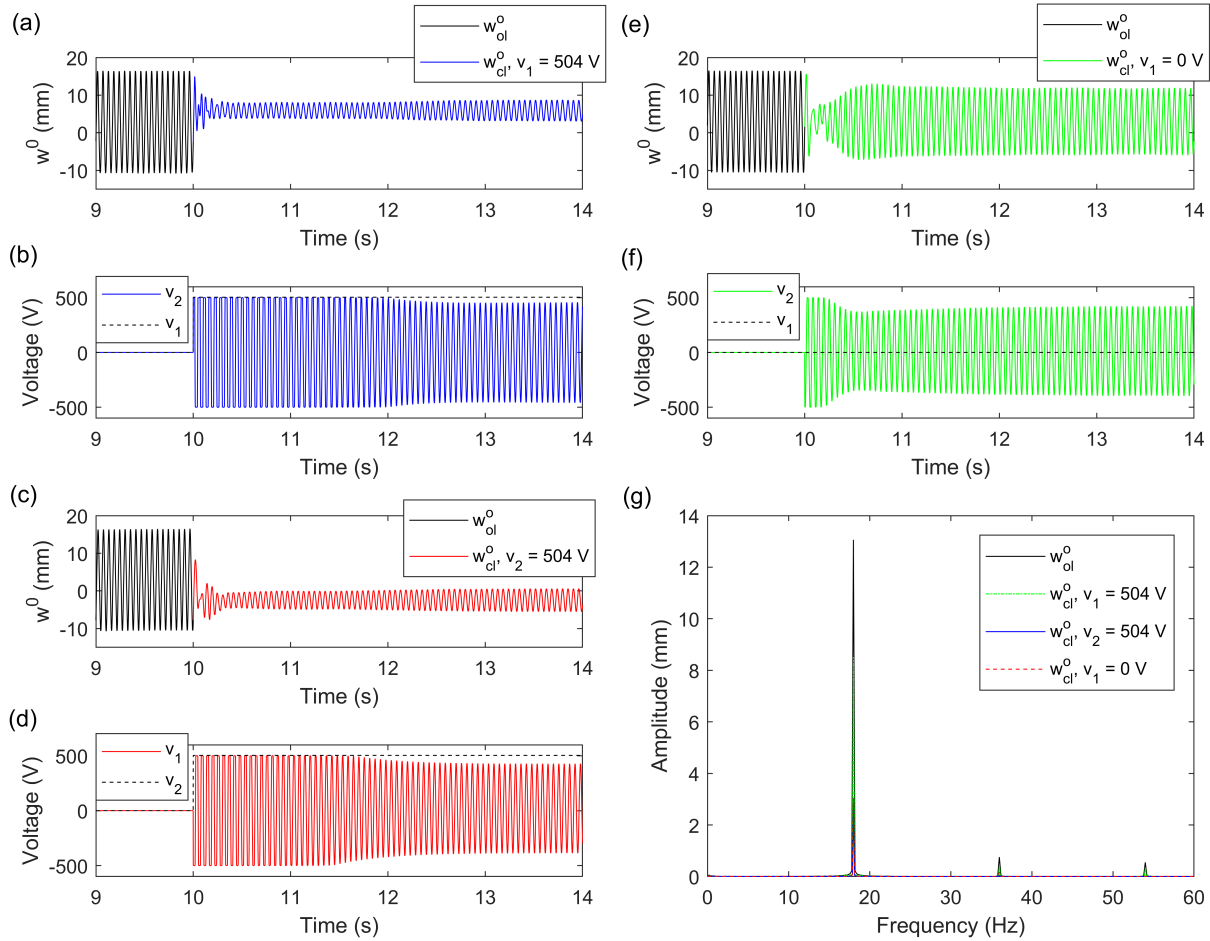 (a)
w^o_ol
w^o_cl, v_1 = 504 V
w^0 (mm)
20
10
0
-10
9 10 11 12 13 14
Time (s)
(b)
v_2
v_1
Voltage (V)
500
0
-500
9 10 11 12 13 14
Time (s)
(c)
w^o_ol
w^o_cl, v_2 = 504 V
w^0 (mm)
20
10
0
-10
9 10 11 12 13 14
Time (s)
(d)
v_1
v_2
Voltage (V)
500
0
-500
9 10 11 12 13 14
Time (s)
(e)
w^o_ol
w^o_cl, v_1 = 0 V
w^0 (mm)
20
10
0
-10
9 10 11 12 13 14
Time (s)
(f)
v_2
v_1
Voltage (V)
500
0
-500
9 10 11 12 13 14
Time (s)
(g)
w^o_ol
w^o_cl, v_1 = 504 V
w^o_cl, v_2 = 504 V
w^o_cl, v_1 = 0 V
Amplitude (mm)
14
12
10
8
6
4
2
0
0 10 20 30 40 50 60
Frequency (Hz)